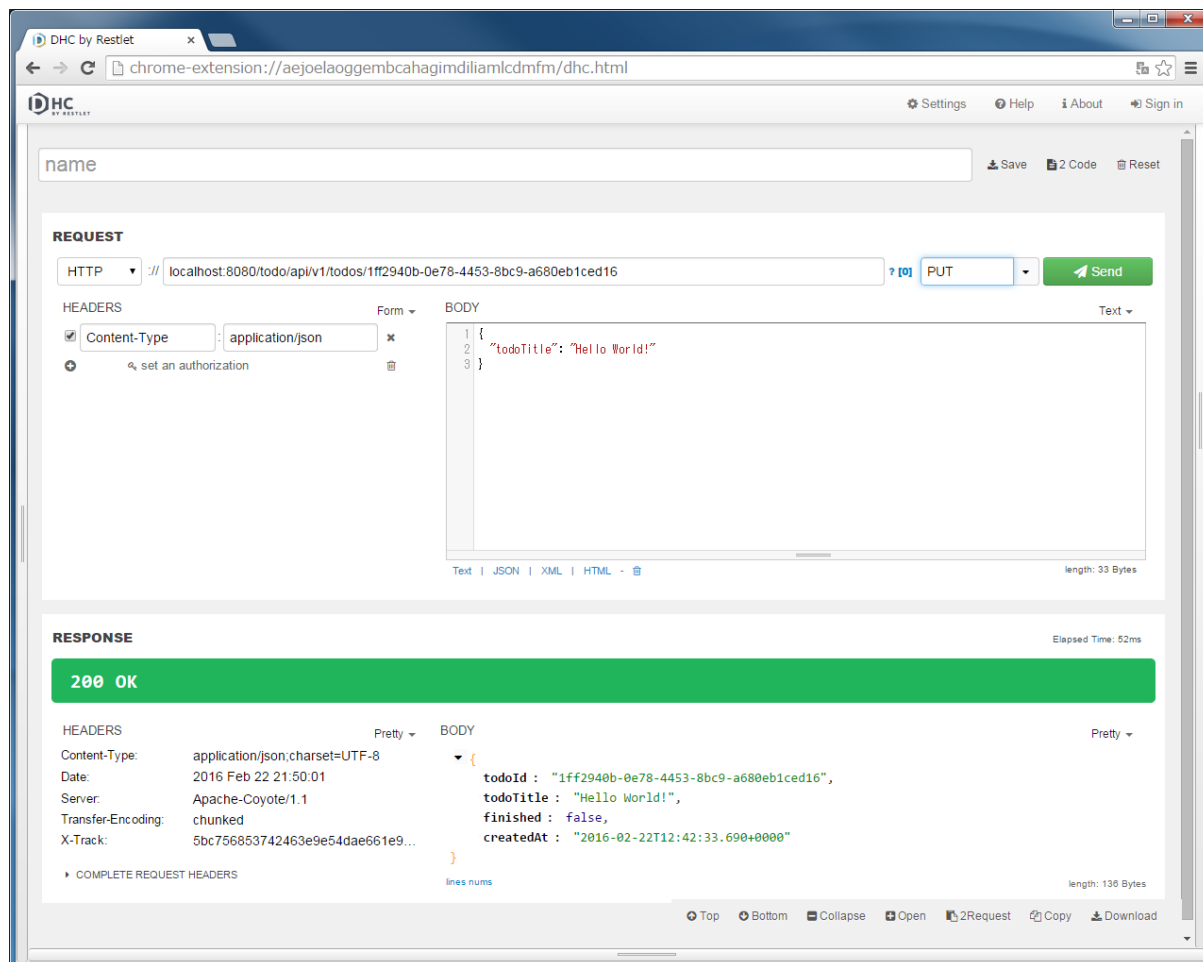 DHC by Restlet
chrome-extension://aejoelaoggembcahagimdiliamlcdmfm/dhc.html
DHC BY RESTLET Settings Help About Sign in
name Save 2 Code Reset
REQUEST
HTTP :// localhost:8080/todo/api/v1/todos/1ff2940b-0e78-4453-8bc9-a680eb1ced16 ? [0] PUT Send
HEADERS Form BODY Text
Content-Type : application/json
set an authorization
1 {
2 "todoTitle": "Hello World!"
3 }
Text | JSON | XML | HTML - length: 33 Bytes
RESPONSE Elapsed Time: 52ms
200 OK
HEADERS Pretty BODY Pretty
Content-Type: application/json;charset=UTF-8
Date: 2016 Feb 22 21:50:01
Server: Apache-Coyote/1.1
Transfer-Encoding: chunked
X-Track: 5bc756853742463e9e54dae661e9...
COMPLETE REQUEST HEADERS
{
todoId : "1ff2940b-0e78-4453-8bc9-a680eb1ced16",
todoTitle : "Hello World!",
finished : false,
createdAt : "2016-02-22T12:42:33.690+0000"
}
lines nums length: 136 Bytes
Top Bottom Collapse Open 2Request Copy Download